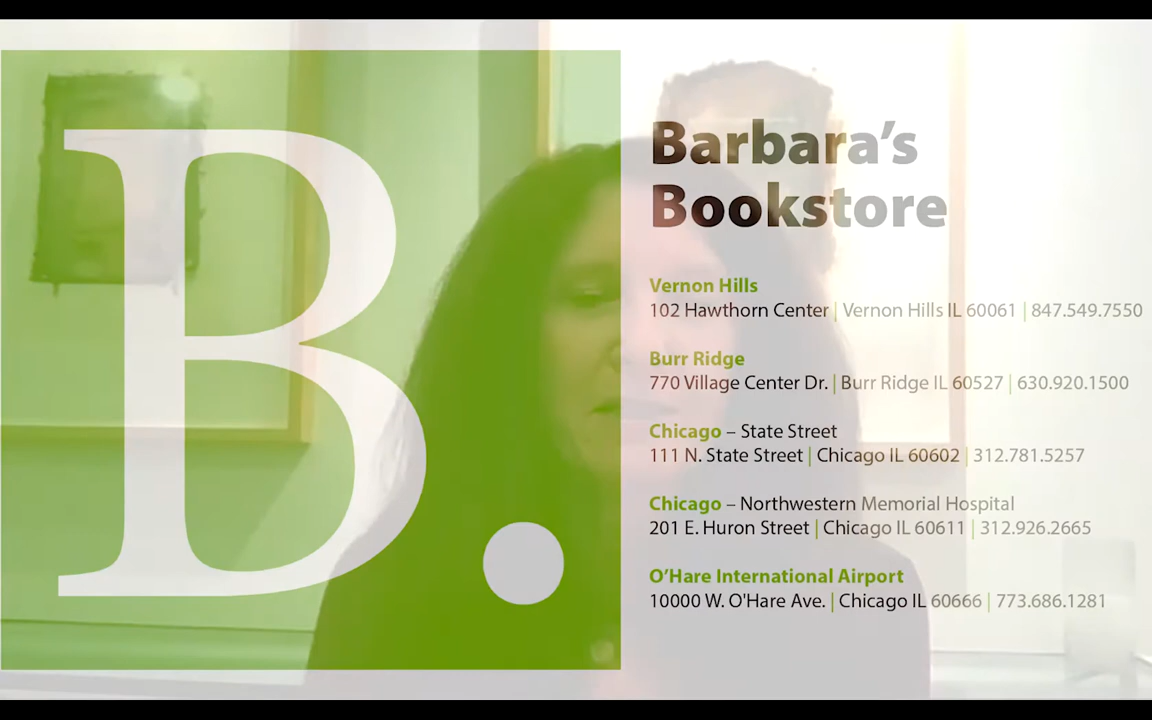 B.
Barbara's
Bookstore
Vernon Hills
102 Hawthorn Center | Vernon Hills IL 60061 | 847.549.7550
Burr Ridge
770 Village Center Dr. | Burr Ridge IL 60527 | 630.920.1500
Chicago – State Street
111 N. State Street | Chicago IL 60602 | 312.781.5257
Chicago – Northwestern Memorial Hospital
201 E. Huron Street | Chicago IL 60611 | 312.926.2665
O’Hare International Airport
10000 W. O'Hare Ave. | Chicago IL 60666 | 773.686.1281